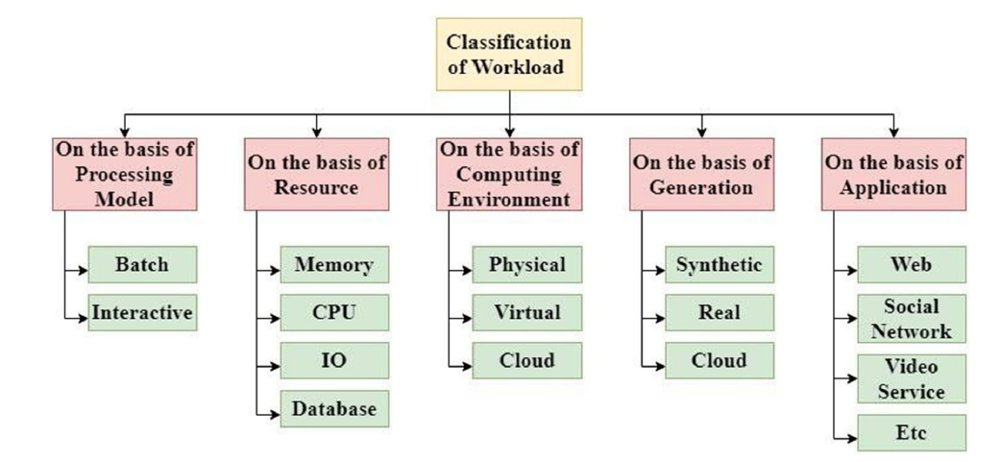 Classification
of Workload
On the basis of
Processing
Model
On the basis of
Resource
On the basis of
Computing
Environment
On the basis of
Generation
On the basis of
Application
Batch
Interactive
Memory
CPU
IO
Database
Physical
Virtual
Cloud
Synthetic
Real
Cloud
Web
Social
Network
Video
Service
Etc